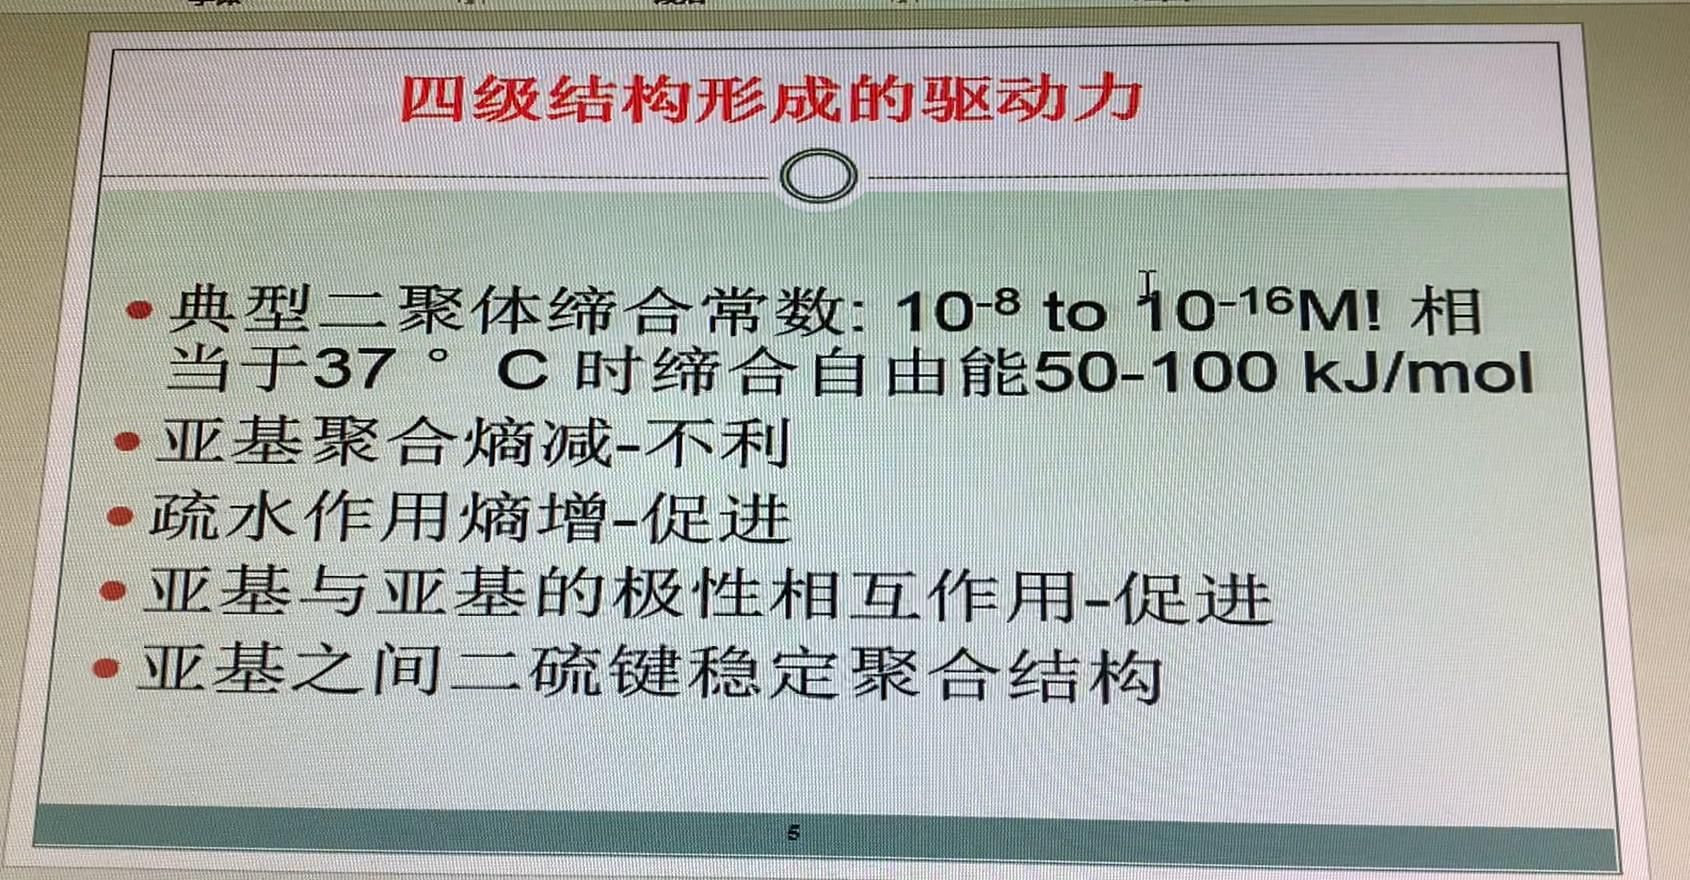 四级结构形成的驱动力
典型二聚体缔合常数: 10⁻⁸ to 10⁻¹⁶M! 相
当于37 ° C 时缔合自由能50-100 kJ/mol
亚基聚合熵减-不利
疏水作用熵增-促进
亚基与亚基的极性相互作用-促进
亚基之间二硫键稳定聚合结构
5